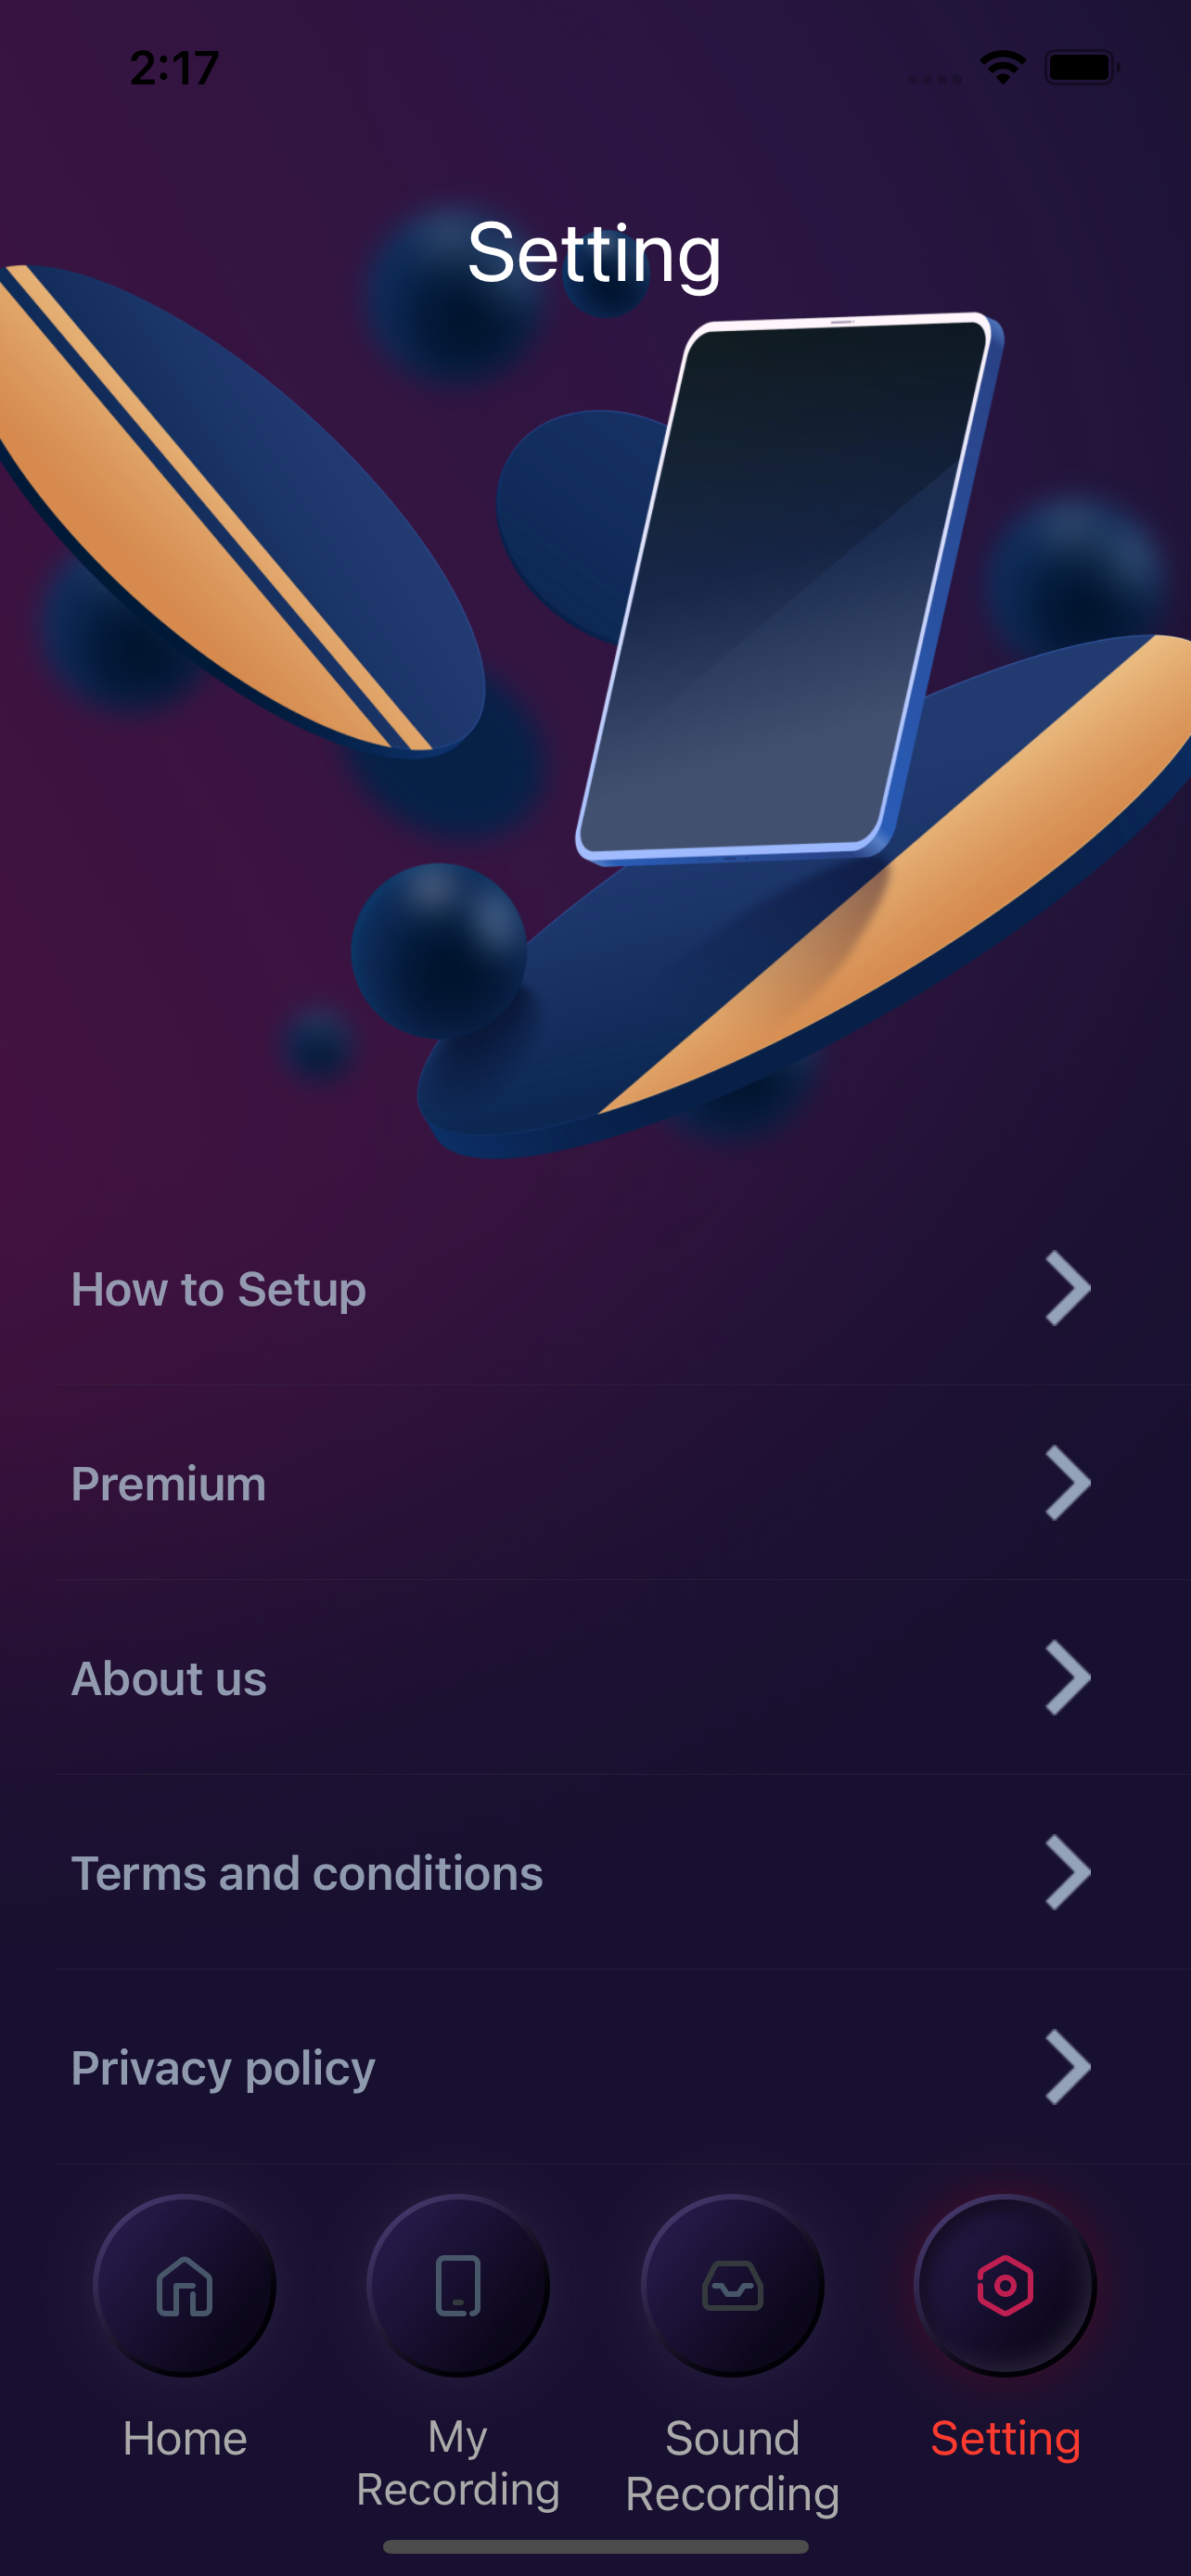 2:17
Setting
How to Setup
Premium
About us
Terms and conditions
Privacy policy
Home
My
Recording
Sound
Recording
Setting